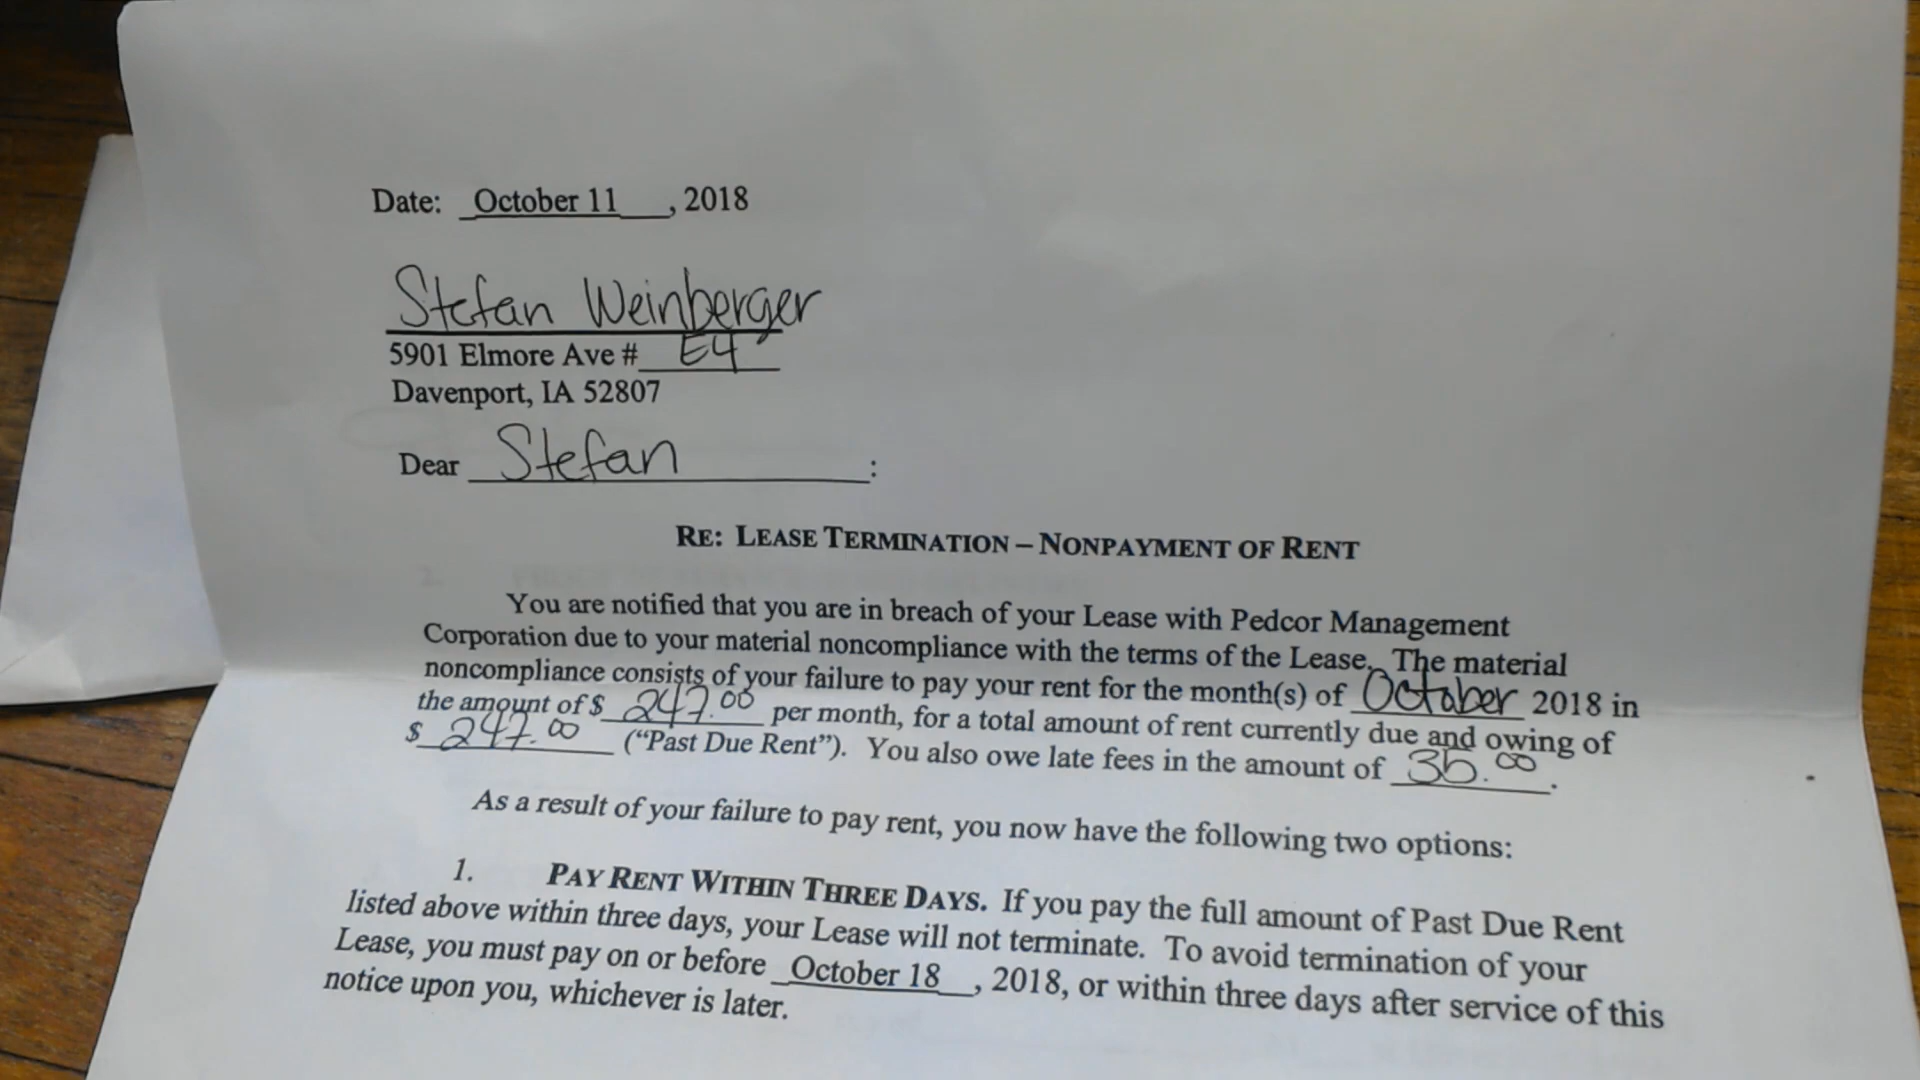 Date: October 11, 2018
Stefan Weinberger
5901 Elmore Ave # E4
Davenport, IA 52807
Dear Stefan:
RE: LEASE TERMINATION – NONPAYMENT OF RENT
You are notified that you are in breach of your Lease with Pedcor Management
Corporation due to your material noncompliance with the terms of the Lease. The material
noncompliance consists of your failure to pay your rent for the month(s) of October 2018 in
the amount of $ 247.00 per month, for a total amount of rent currently due and owing of
$ 247.00 ("Past Due Rent"). You also owe late fees in the amount of 35.00.
As a result of your failure to pay rent, you now have the following two options:
1. PAY RENT WITHIN THREE DAYS. If you pay the full amount of Past Due Rent
listed above within three days, your Lease will not terminate. To avoid termination of your
Lease, you must pay on or before October 18, 2018, or within three days after service of this
notice upon you, whichever is later.